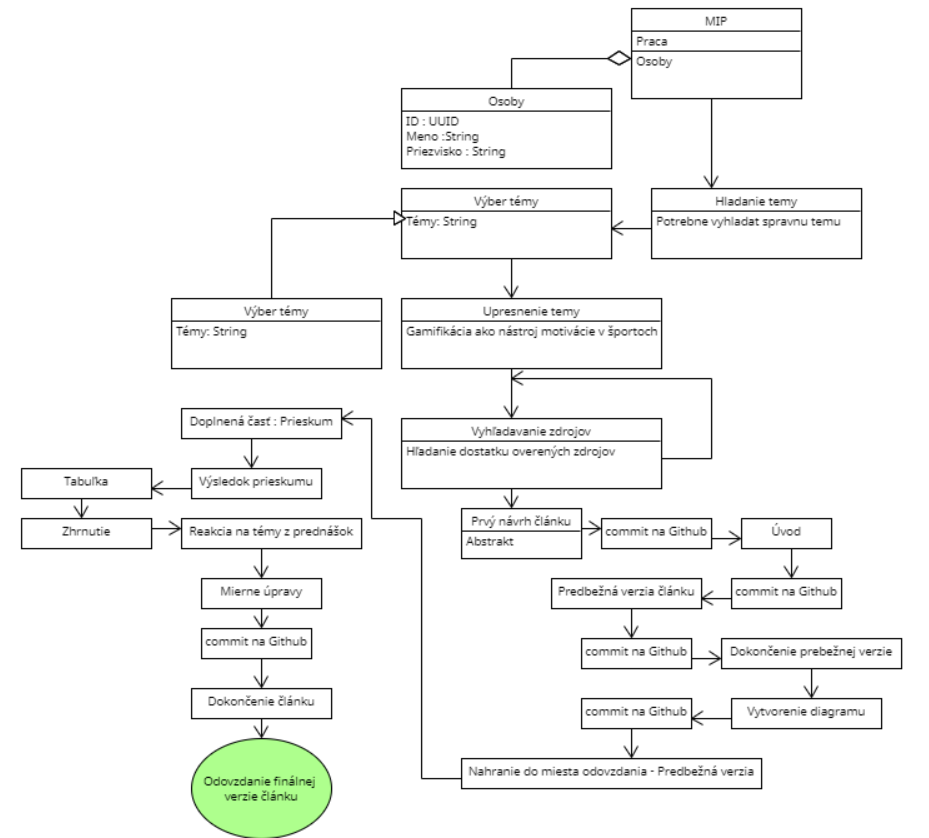 MIP
Praca
Osoby
Osoby
ID : UUID
Meno :String
Priezvisko : String
Výber témy
Témy: String
Hladanie temy
Potrebne vyhladat spravnu temu
Výber témy
Témy: String
Upresnenie temy
Gamifikácia ako nástroj motivácie v športoch
Vyhľadavanie zdrojov
Hľadanie dostatku overených zdrojov
Prvý návrh článku
Abstrakt
commit na Github
Úvod
commit na Github
Predbežná verzia článku
commit na Github
Dokončenie prebežnej verzie
Vytvorenie diagramu
commit na Github
Nahranie do miesta odovzdania - Predbežná verzia
Doplnená časť : Prieskum
Výsledok prieskumu
Tabuľka
Zhrnutie
Reakcia na témy z prednášok
Mierne úpravy
commit na Github
Dokončenie článku
Odovzdanie finálnej
verzie článku